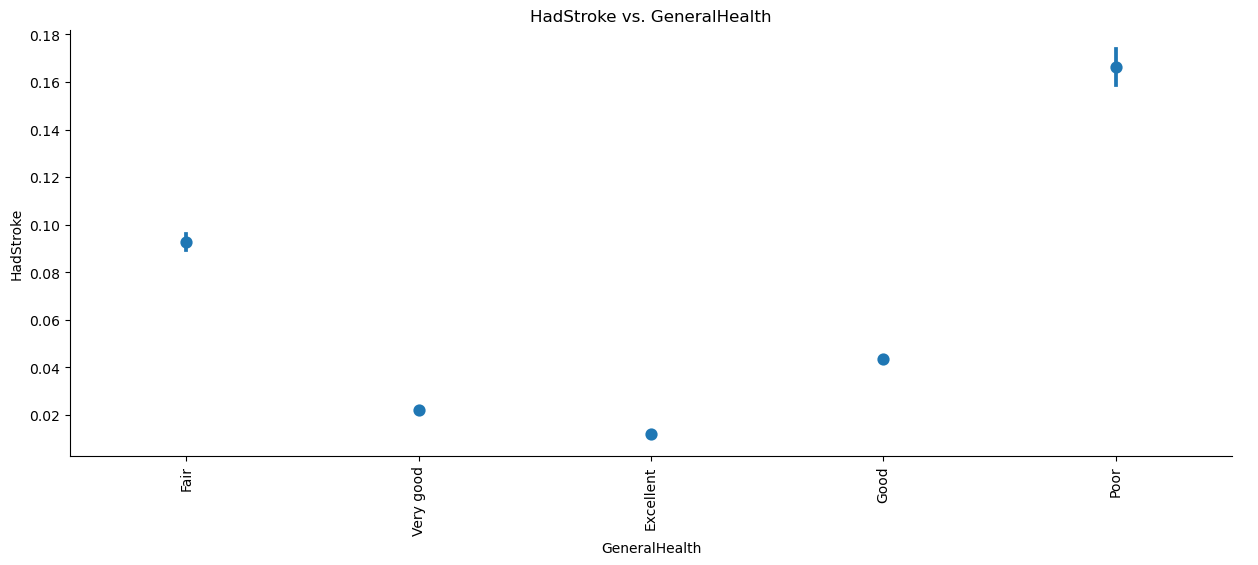 HadStroke vs. GeneralHealth
0.18
0.16
0.14
0.12
0.10
0.08
0.06
0.04
0.02
HadStroke
Fair
Very good
Excellent
Good
Poor
GeneralHealth